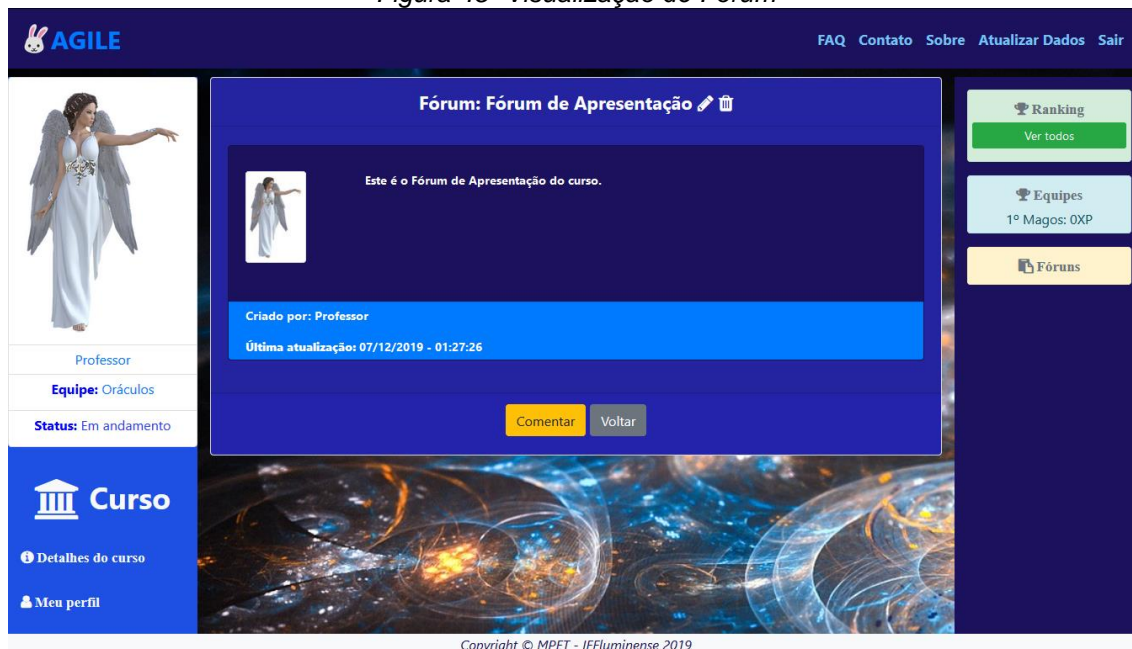 Figura 43- Visualização do Fórum
AGILE
FAQ Contato Sobre Atualizar Dados Sair
Professor
Equipe: Oráculos
Status: Em andamento
Curso
Detalhes do curso
Meu perfil
Fórum: Fórum de Apresentação
Este é o Fórum de Apresentação do curso.
Criado por: Professor
Última atualização: 07/12/2019 - 01:27:26
Comentar Voltar
Ranking
Ver todos
Equipes
1º Magos: 0XP
Fóruns
Copyright © MPET - IFFluminense 2019